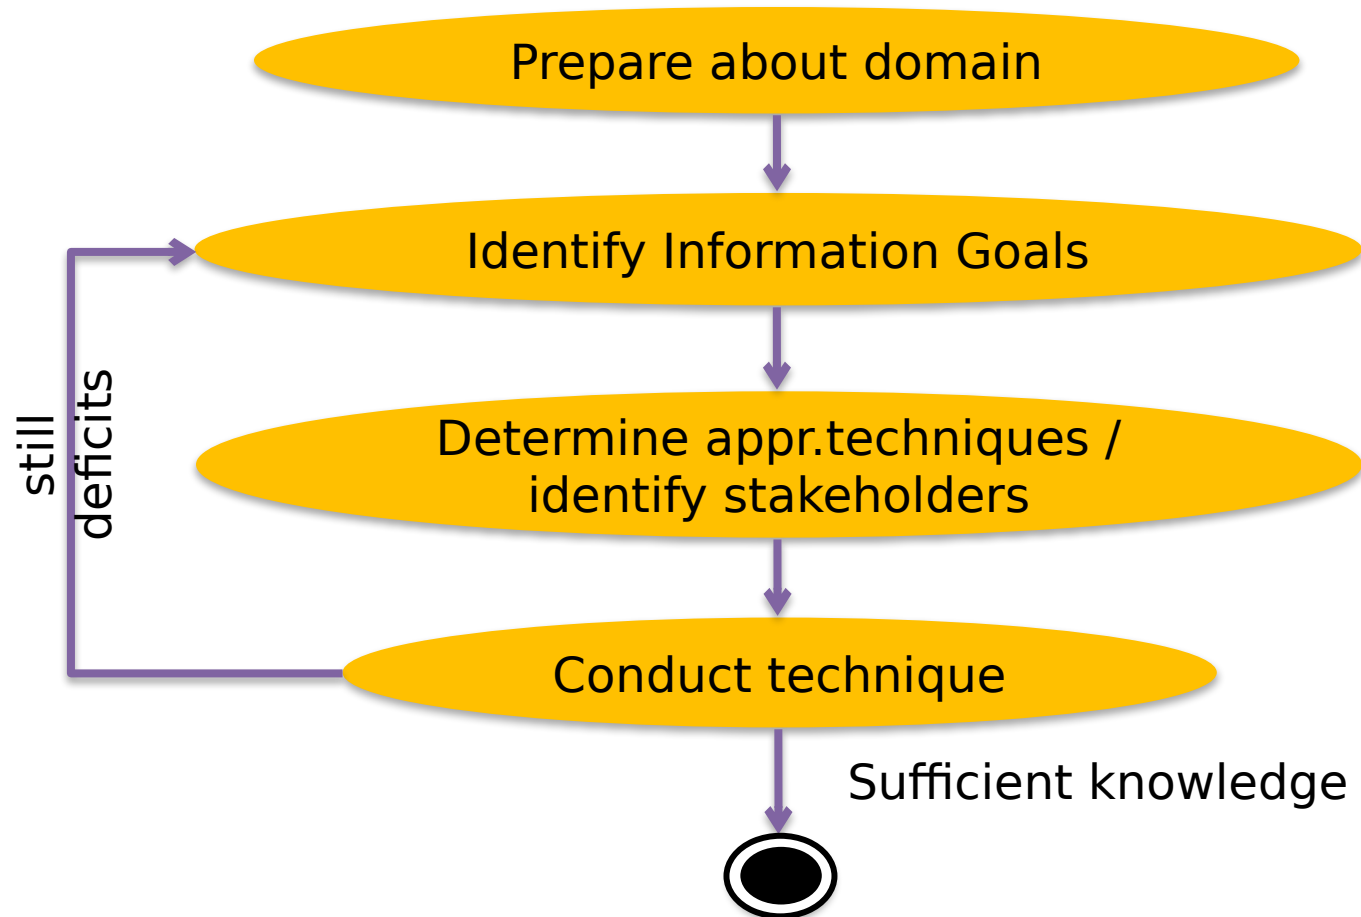 Prepare about domain
Identify Information Goals
still
deficits
Determine appr.techniques /
identify stakeholders
Conduct technique
Sufficient knowledge